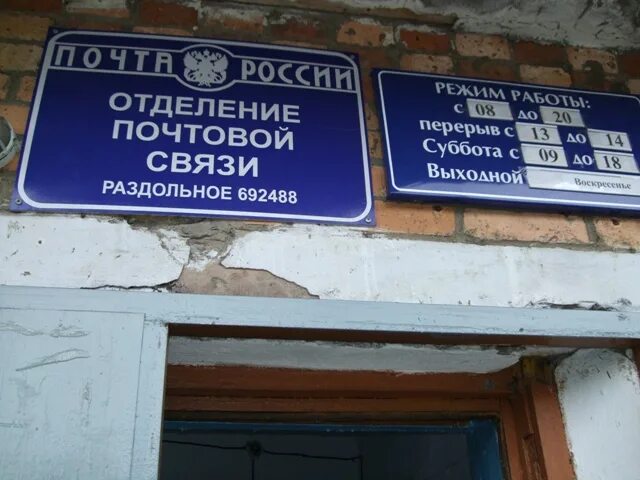 ПОЧТА РОССИИ
ОТДЕЛЕНИЕ
ПОЧТОВОЙ
СВЯЗИ
РАЗДОЛЬНОЕ 692488
РЕЖИМ РАБОТЫ:
с 08 до 20
перерыв с 13 до 14
Суббота с 09 до 18
Выходной Воскресенье